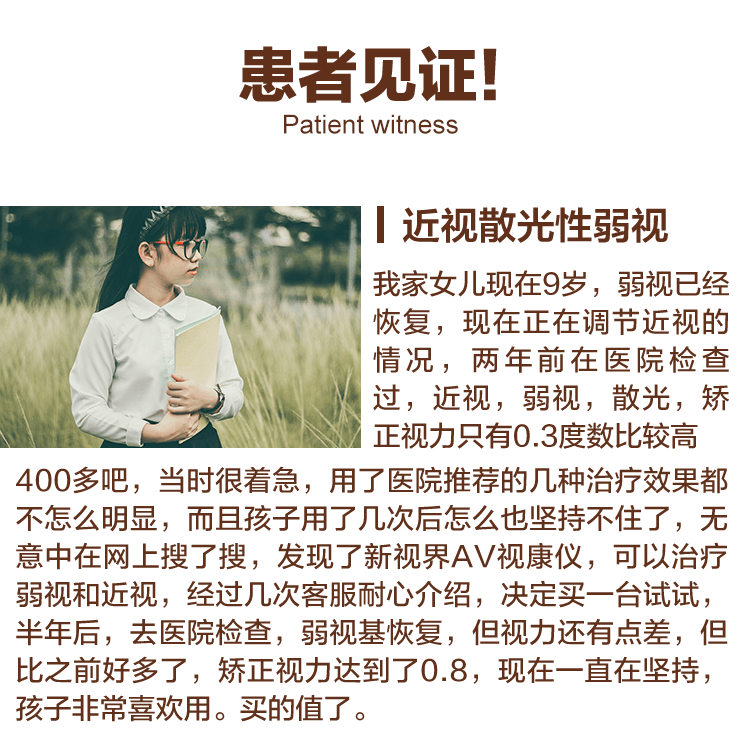 患者见证!
Patient witness
近视散光性弱视
我家女儿现在9岁，弱视已经
恢复，现在正在调节近视的
情况，两年前在医院检查
过，近视，弱视，散光，矫
正视力只有0.3度数比较高
400多吧，当时很着急，用了医院推荐的几种治疗效果都
不怎么明显，而且孩子用了几次后怎么也坚持不住了，无
意中在网上搜了搜，发现了新视界AV视康仪，可以治疗
弱视和近视，经过几次客服耐心介绍，决定买一台试试，
半年后，去医院检查，弱视基恢复，但视力还有点差，但
比之前好多了，矫正视力达到了0.8，现在一直在坚持，
孩子非常喜欢用。买的值了。